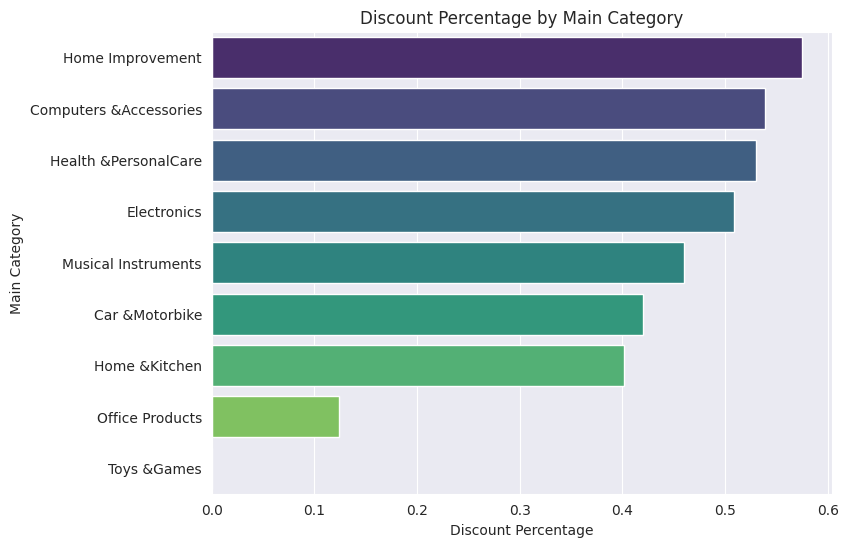 Discount Percentage by Main Category
Home Improvement
Computers &Accessories
Health &PersonalCare
Electronics
Musical Instruments
Car &Motorbike
Home &Kitchen
Office Products
Toys &Games
Main Category
0.0 0.1 0.2 0.3 0.4 0.5 0.6
Discount Percentage